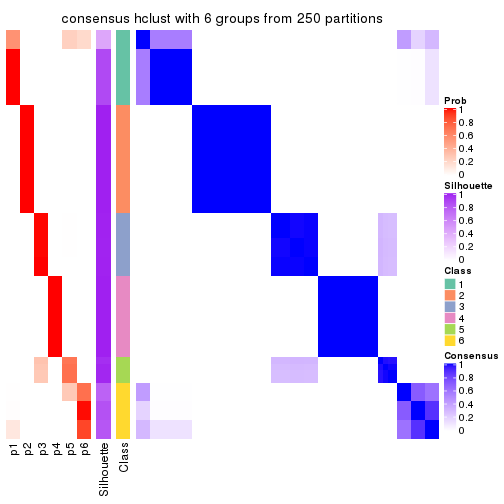 consensus hclust with 6 groups from 250 partitions
Prob
1
0.8
0.6
0.4
0.2
0
Silhouette
1
0.8
0.6
0.4
0.2
0
Class
1
2
3
4
5
6
Consensus
1
0.8
0.6
0.4
0.2
0
p1
p2
p3
p4
p5
p6
Silhouette
Class